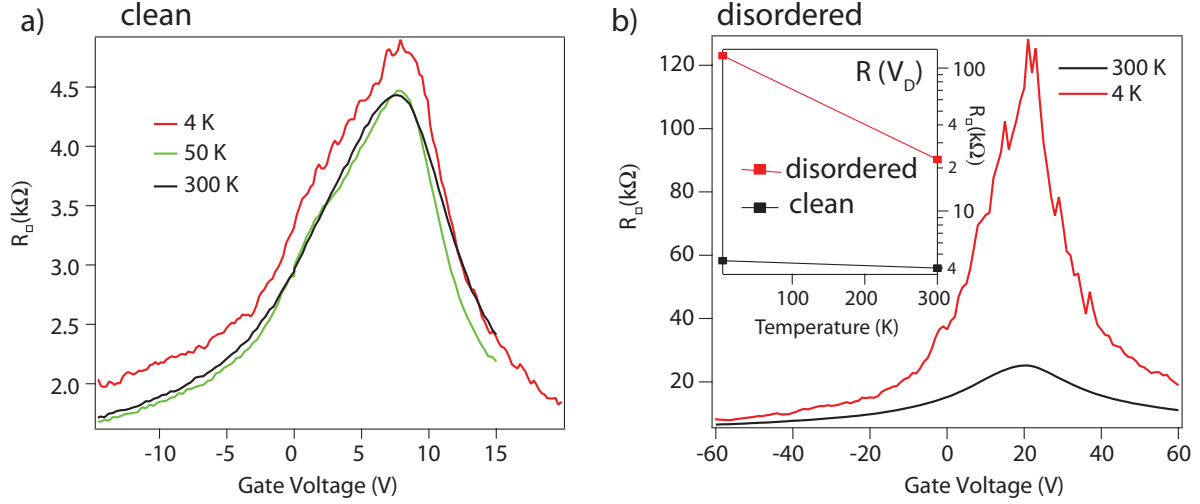 a)
clean
4.5
4.0
3.5
3.0
2.5
2.0
R□(kΩ)
4 K
50 K
300 K
-10
-5
0
5
10
15
Gate Voltage (V)
b)
disordered
120
100
80
60
40
20
R□(kΩ)
R (V_D)
300 K
4 K
100
4
2
10
4
R□(kΩ)
disordered
clean
100
200
300
Temperature (K)
-60
-40
-20
0
20
40
60
Gate Voltage (V)